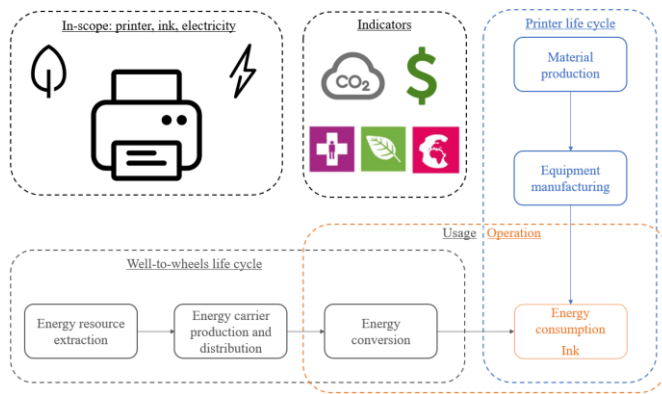 In-scope: printer, ink, electricity
Indicators
Printer life cycle
CO2
Material
production
Equipment
manufacturing
Usage
Operation
Well-to-wheels life cycle
Energy resource
extraction
Energy carrier
production and
distribution
Energy
conversion
Energy
consumption
Ink